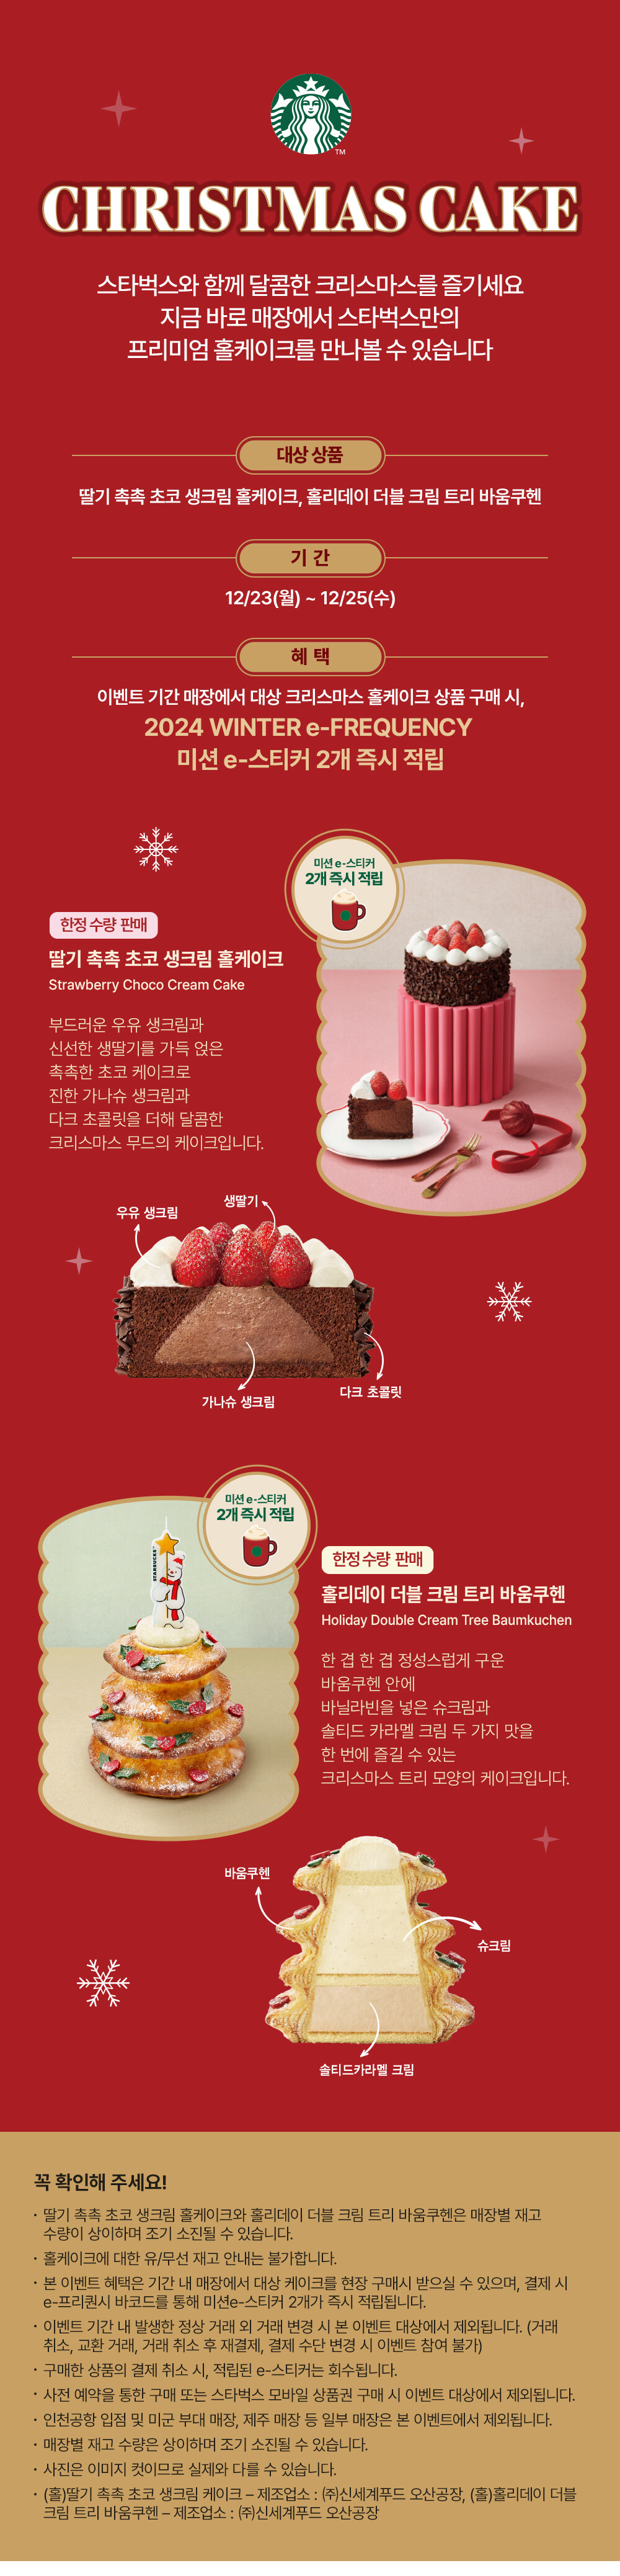 TM
CHRISTMAS CAKE
스타벅스와 함께 달콤한 크리스마스를 즐기세요
지금 바로 매장에서 스타벅스만의
프리미엄 홀케이크를 만나볼 수 있습니다
대상 상품
딸기 촉촉 초코 생크림 홀케이크, 홀리데이 더블 크림 트리 바움쿠헨
기 간
12/23(월) ~ 12/25(수)
혜 택
이벤트 기간 매장에서 대상 크리스마스 홀케이크 상품 구매 시,
2024 WINTER e-FREQUENCY
미션 e-스티커 2개 즉시 적립
미션 e-스티커
2개 즉시 적립
한정 수량 판매
딸기 촉촉 초코 생크림 홀케이크
Strawberry Choco Cream Cake
부드러운 우유 생크림과
신선한 생딸기를 가득 얹은
촉촉한 초코 케이크로
진한 가나슈 생크림과
다크 초콜릿을 더해 달콤한
크리스마스 무드의 케이크입니다.
생딸기
우유 생크림
다크 초콜릿
가나슈 생크림
미션 e-스티커
2개 즉시 적립
STARBUCKS
한정 수량 판매
홀리데이 더블 크림 트리 바움쿠헨
Holiday Double Cream Tree Baumkuchen
한 겹 한 겹 정성스럽게 구운
바움쿠헨 안에
바닐라빈을 넣은 슈크림과
솔티드 카라멜 크림 두 가지 맛을
한 번에 즐길 수 있는
크리스마스 트리 모양의 케이크입니다.
바움쿠헨
슈크림
솔티드카라멜 크림
꼭 확인해 주세요!
· 딸기 촉촉 초코 생크림 홀케이크와 홀리데이 더블 크림 트리 바움쿠헨은 매장별 재고
수량이 상이하며 조기 소진될 수 있습니다.
· 홀케이크에 대한 유/무선 재고 안내는 불가합니다.
· 본 이벤트 혜택은 기간 내 매장에서 대상 케이크를 현장 구매시 받으실 수 있으며, 결제 시
e-프리퀀시 바코드를 통해 미션e-스티커 2개가 즉시 적립됩니다.
· 이벤트 기간 내 발생한 정상 거래 외 거래 변경 시 본 이벤트 대상에서 제외됩니다. (거래
취소, 교환 거래, 거래 취소 후 재결제, 결제 수단 변경 시 이벤트 참여 불가)
· 구매한 상품의 결제 취소 시, 적립된 e-스티커는 회수됩니다.
· 사전 예약을 통한 구매 또는 스타벅스 모바일 상품권 구매 시 이벤트 대상에서 제외됩니다.
· 인천공항 입점 및 미군 부대 매장, 제주 매장 등 일부 매장은 본 이벤트에서 제외됩니다.
· 매장별 재고 수량은 상이하며 조기 소진될 수 있습니다.
· 사진은 이미지 컷이므로 실제와 다를 수 있습니다.
· (홀)딸기 촉촉 초코 생크림 케이크 – 제조업소 : ㈜신세계푸드 오산공장, (홀)홀리데이 더블
크림 트리 바움쿠헨 – 제조업소 : ㈜신세계푸드 오산공장